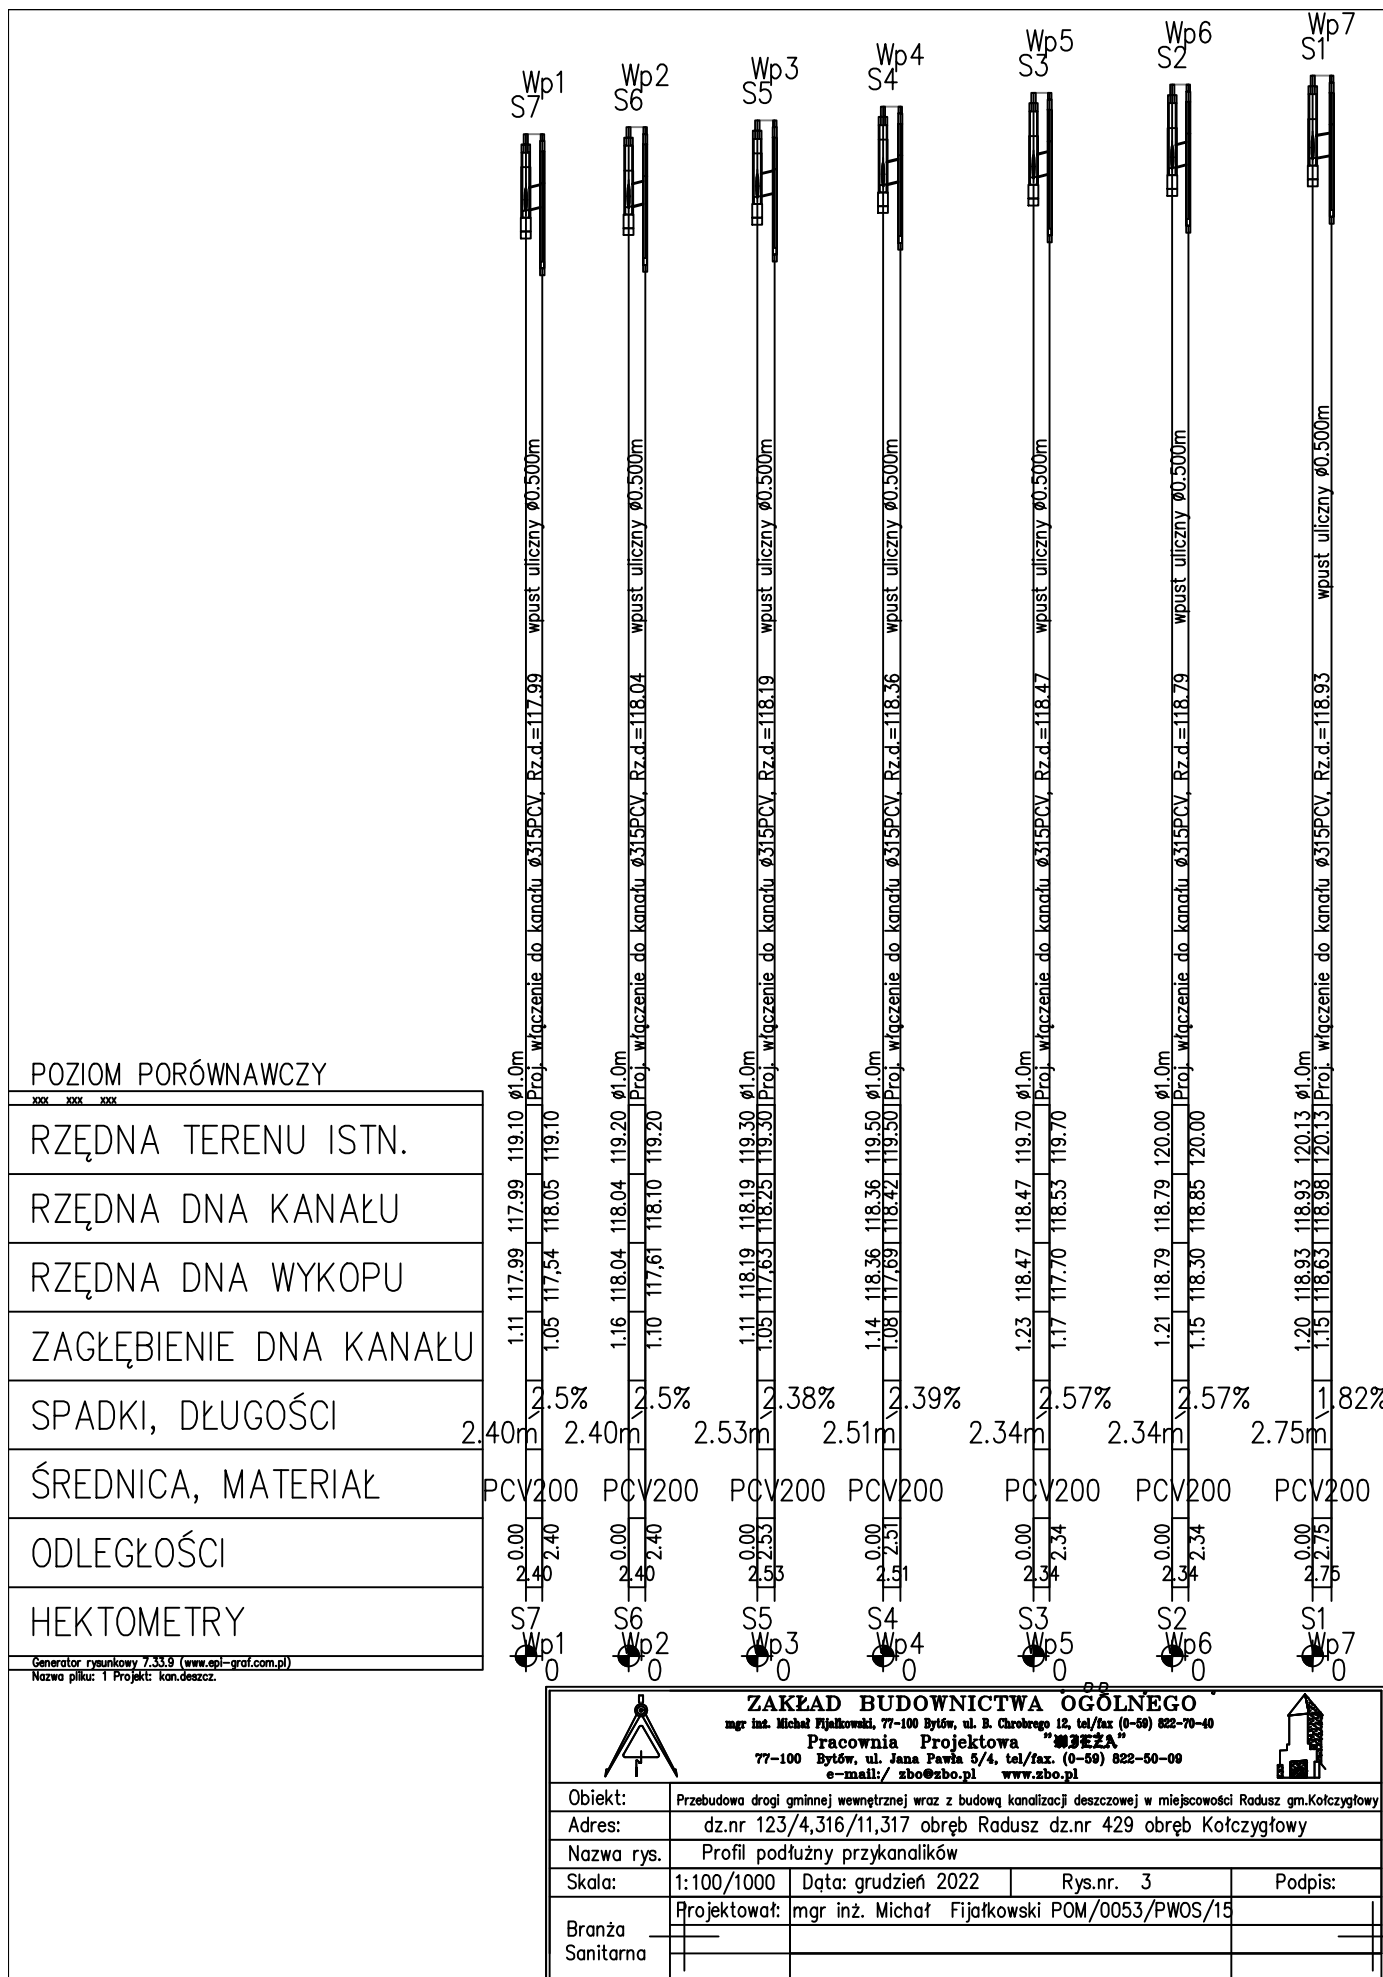 Wp1
S7
Wp2
S6
Wp3
S5
Wp4
S4
Wp5
S3
Wp6
S2
Wp7
S1
wpust uliczny ø0.500m
wpust uliczny ø0.500m
wpust uliczny ø0.500m
wpust uliczny ø0.500m
wpust uliczny ø0.500m
wpust uliczny ø0.500m
wpust uliczny ø0.500m
Proj. włączenie do kanału ø315PCV, Rz.d.=117.99
Proj. włączenie do kanału ø315PCV, Rz.d.=118.04
Proj. włączenie do kanału ø315PCV, Rz.d.=118.19
Proj. włączenie do kanału ø315PCV, Rz.d.=118.36
Proj. włączenie do kanału ø315PCV, Rz.d.=118.47
Proj. włączenie do kanału ø315PCV, Rz.d.=118.79
Proj. włączenie do kanału ø315PCV, Rz.d.=118.93
ø1.0m ø1.0m ø1.0m ø1.0m ø1.0m ø1.0m ø1.0m
POZIOM PORÓWNAWCZY
xxx xxx xxx
RZĘDNA TERENU ISTN. 119.10 119.10 119.20 119.20 119.30 119.30 119.50 119.50 119.70 119.70 120.00 120.00 120.13 120.13
RZĘDNA DNA KANAŁU 117.99 118.05 118.04 118.10 118.19 118.25 118.36 118.42 118.47 118.53 118.79 118.85 118.93 118.98
RZĘDNA DNA WYKOPU 117.99 117,54 118.04 117,61 118.19 117,63 118.36 117,69 118.47 117.70 118.79 118.30 118.93 118,63
ZAGŁĘBIENIE DNA KANAŁU 1.11 1.05 1.16 1.10 1.11 1.05 1.14 1.08 1.23 1.17 1.21 1.15 1.20 1.15
2.5% 2.5% 2.38% 2.39% 2.57% 2.57% 1.82%
SPADKI, DŁUGOŚCI
2.40m 2.40m 2.53m 2.51m 2.34m 2.34m 2.75m
ŚREDNICA, MATERIAŁ PCV200 PCV200 PCV200 PCV200 PCV200 PCV200 PCV200
ODLEGŁOŚCI 0.00 2.40 0.00 2.40 0.00 2.53 0.00 2.51 0.00 2.34 0.00 2.34 0.00 2.75
2.40 2.40 2.53 2.51 2.34 2.34 2.75
HEKTOMETRY
S7 S6 S5 S4 S3 S2 S1
Wp1 Wp2 Wp3 Wp4 Wp5 Wp6 Wp7
0 0 0 0 0 0 0
Generator rysunkowy 7.33.9 (www.epi-graf.com.pl)
Nazwa pliku: 1 Projekt: kan.deszcz.
ZAKŁAD BUDOWNICTWA OGÓLNEGO
mgr inż. Michał Fijałkowski, 77-100 Bytów, ul. B. Chrobrego 12, tel/fax (0-59) 822-70-40
Pracownia Projektowa "WIEŻA"
77-100 Bytów, ul. Jana Pawła 5/4, tel/fax. (0-59) 822-50-09
e-mail:/ zbo@zbo.pl www.zbo.pl
Obiekt: Przebudowa drogi gminnej wewnętrznej wraz z budową kanalizacji deszczowej w miejscowości Radusz gm.Kołczygłowy
Adres: dz.nr 123/4,316/11,317 obręb Radusz dz.nr 429 obręb Kołczygłowy
Nazwa rys. Profil podłużny przykanalików
Skala: 1:100/1000 Data: grudzień 2022 Rys.nr. 3 Podpis:
Projektował: mgr inż. Michał Fijałkowski POM/0053/PWOS/15
Branża
Sanitarna